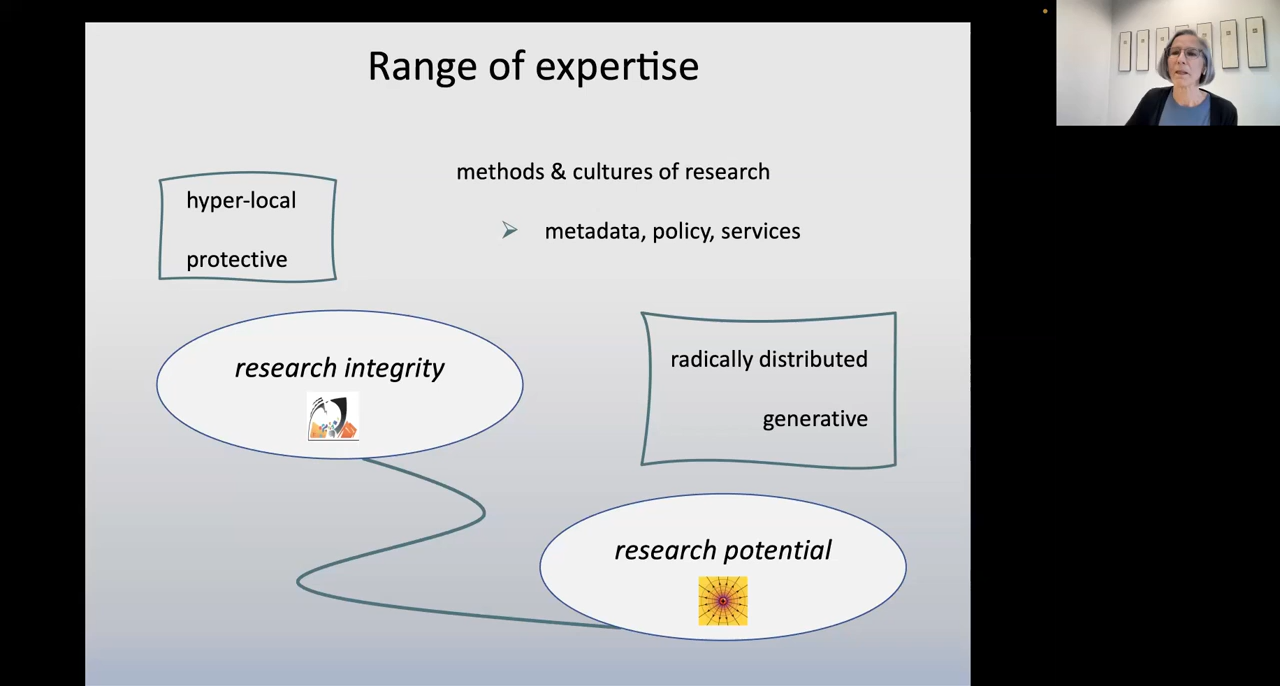 Range of expertise
methods & cultures of research
metadata, policy, services
hyper-local
protective
research integrity
radically distributed
generative
research potential